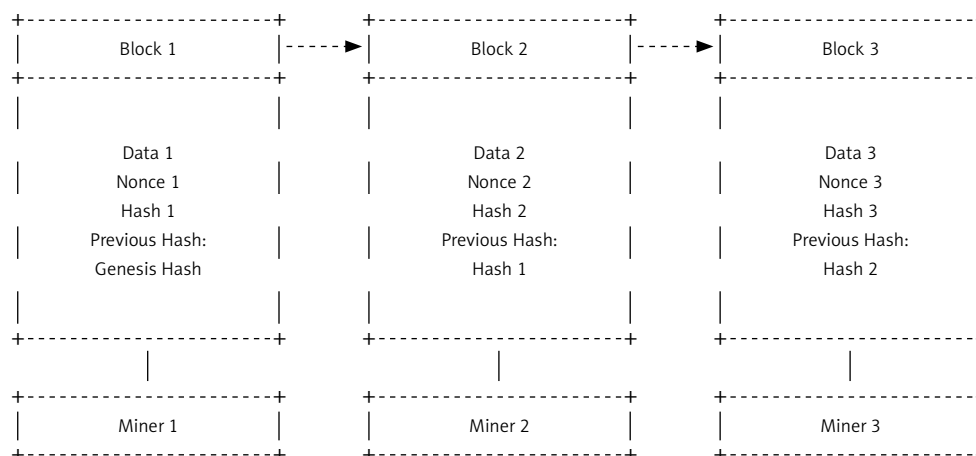 Block 1
Block 2
Block 3
Data 1
Nonce 1
Hash 1
Previous Hash:
Genesis Hash
Data 2
Nonce 2
Hash 2
Previous Hash:
Hash 1
Data 3
Nonce 3
Hash 3
Previous Hash:
Hash 2
Miner 1
Miner 2
Miner 3